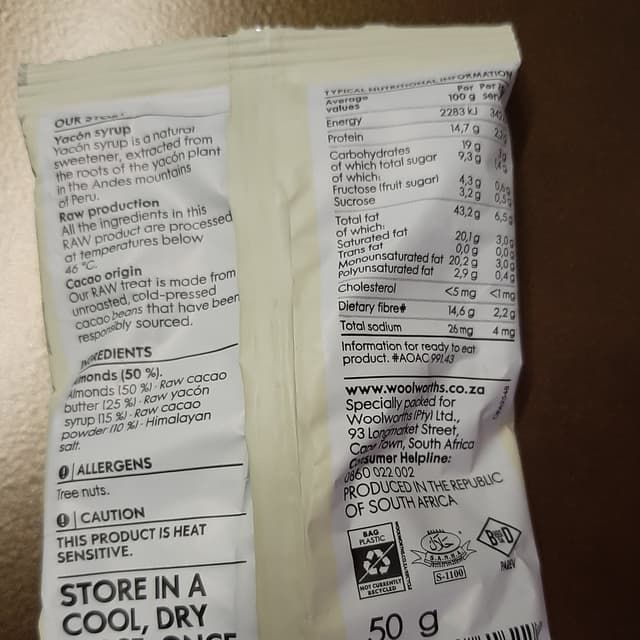 OUR STORY
Yacón syrup
Yacón syrup is a natural
sweetener, extracted from
the roots of the yacón plant
in the Andes mountains
of Peru.
Raw production
All the ingredients in this
RAW product are processed
at temperatures below
46 °C.
Cacao origin
Our RAW treat is made from
unroasted, cold-pressed
cacao beans that have been
responsibly sourced.
INGREDIENTS
Almonds (50 %).
Almonds (50 %) · Raw cacao
butter (25 %) · Raw yacón
syrup (15 %) · Raw cacao
powder (10 %) · Himalayan
salt.
ALLERGENS
Tree nuts.
CAUTION
THIS PRODUCT IS HEAT
SENSITIVE.
STORE IN A
COOL, DRY
TYPICAL NUTRITIONAL INFORMATION
Average values Per 100 g Per
Energy 2283 kJ
Protein 14,7 g
Carbohydrates 19 g
of which total sugar 9,3 g
of which:
Fructose (fruit sugar) 4,3 g 0,6 g
Sucrose 3,2 g 0,5 g
Total fat 43,2 g 6,5 g
of which:
Saturated fat 20,1 g 3,0 g
Trans fat 0,0 g 0,0 g
Monounsaturated fat 20,2 g 3,0 g
Polyunsaturated fat 2,9 g 0,4 g
Cholesterol <5 mg <1 mg
Dietary fibre# 14,6 g 2,2 g
Total sodium 26 mg 4 mg
Information for ready to eat
product. #AOAC 991.43
www.woolworths.co.za
Specially packed for
Woolworths (Pty) Ltd.,
93 Longmarket Street,
Cape Town, South Africa
Consumer Helpline:
0860 022 002
PRODUCED IN THE REPUBLIC
OF SOUTH AFRICA
BAG
PLASTIC
NOT CURRENTLY
RECYCLED
S.A.N.H.A.
S-1100
PAREV
50 g